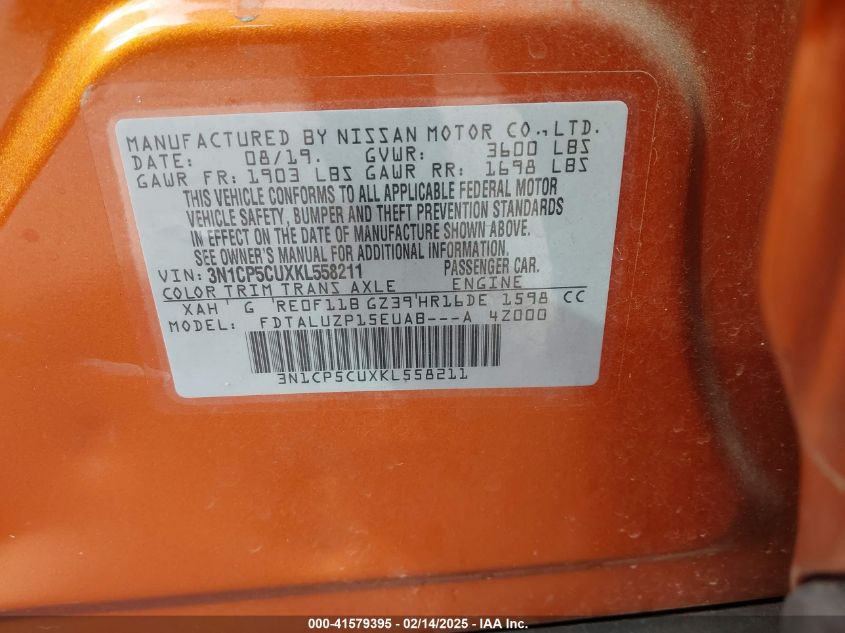 MANUFACTURED BY NISSAN MOTOR CO., LTD.
DATE: 08/19. GVWR: 3600 LBS
GAWR FR: 1903 LBS GAWR RR: 1698 LBS
THIS VEHICLE CONFORMS TO ALL APPLICABLE FEDERAL MOTOR
VEHICLE SAFETY, BUMPER AND THEFT PREVENTION STANDARDS
IN EFFECT ON THE DATE OF MANUFACTURE SHOWN ABOVE.
SEE OWNER'S MANUAL FOR ADDITIONAL INFORMATION.
VIN: 3N1CP5CUXKL558211 PASSENGER CAR.
COLOR TRIM TRANS AXLE ENGINE
XAH' G 'RE0F11B GZ39'HR16DE 1598 CC
MODEL: FDTALUZP15EUAB---A 4Z000
3N1CP5CUXKL558211
000-41579395 - 02/14/2025 - IAA Inc.